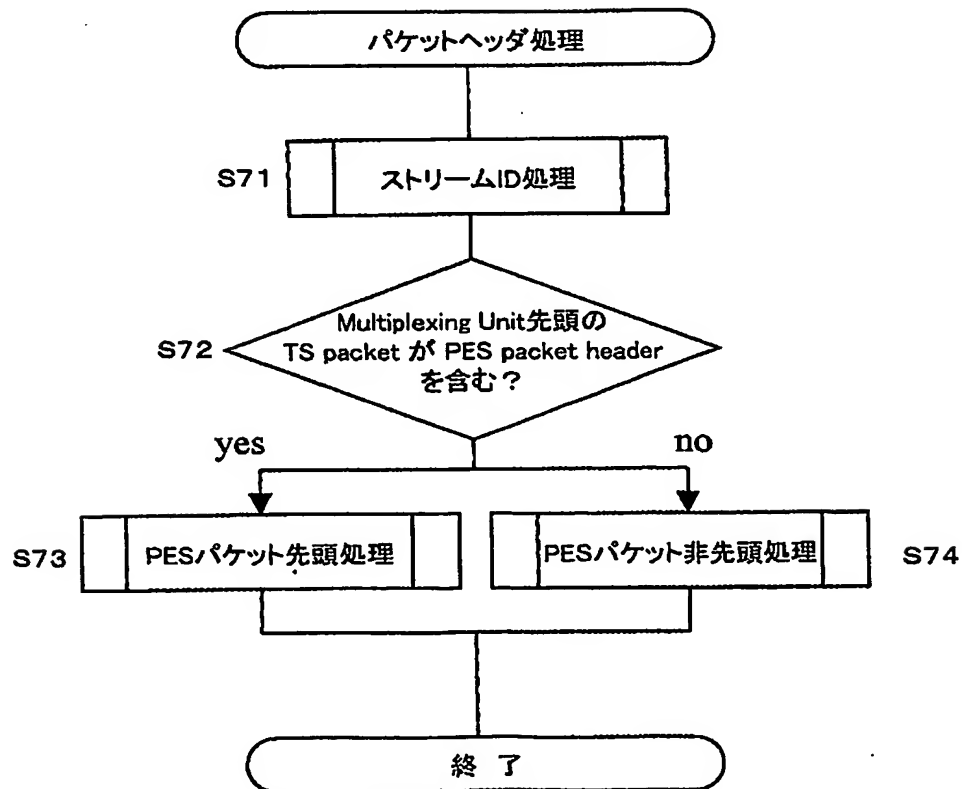 パケットヘッダ処理
S71
ストリームID処理
S72
Multiplexing Unit先頭の
TS packet が PES packet header
を含む？
yes
no
S73
PESパケット先頭処理
PESパケット非先頭処理
S74
終 了